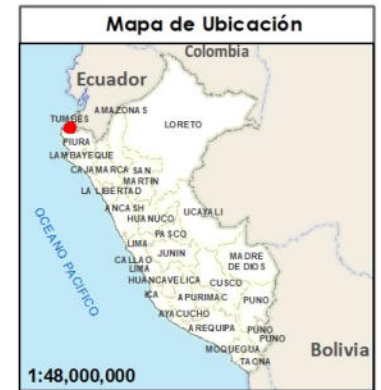 Mapa de Ubicación
Colombia
Ecuador
AMAZONAS
TUMBES
LORETO
PIURA
LAMBAYEQUE
CAJAMARCA SAN
MARTIN
LA LIBERTAD
ANCASH
UCAYALI
HUANUCO
PASCO
LIMA JUNIN
CALLAO
LIMA
MADRE
DE DIOS
HUANCAVELICA CUSCO
ICA APURIMAC PUNO
AYACUCHO
AREQUIPA PUNO
PUNO
MOQUEGUA
TACNA
Bolivia
OCEANO PACIFICO
1:48,000,000